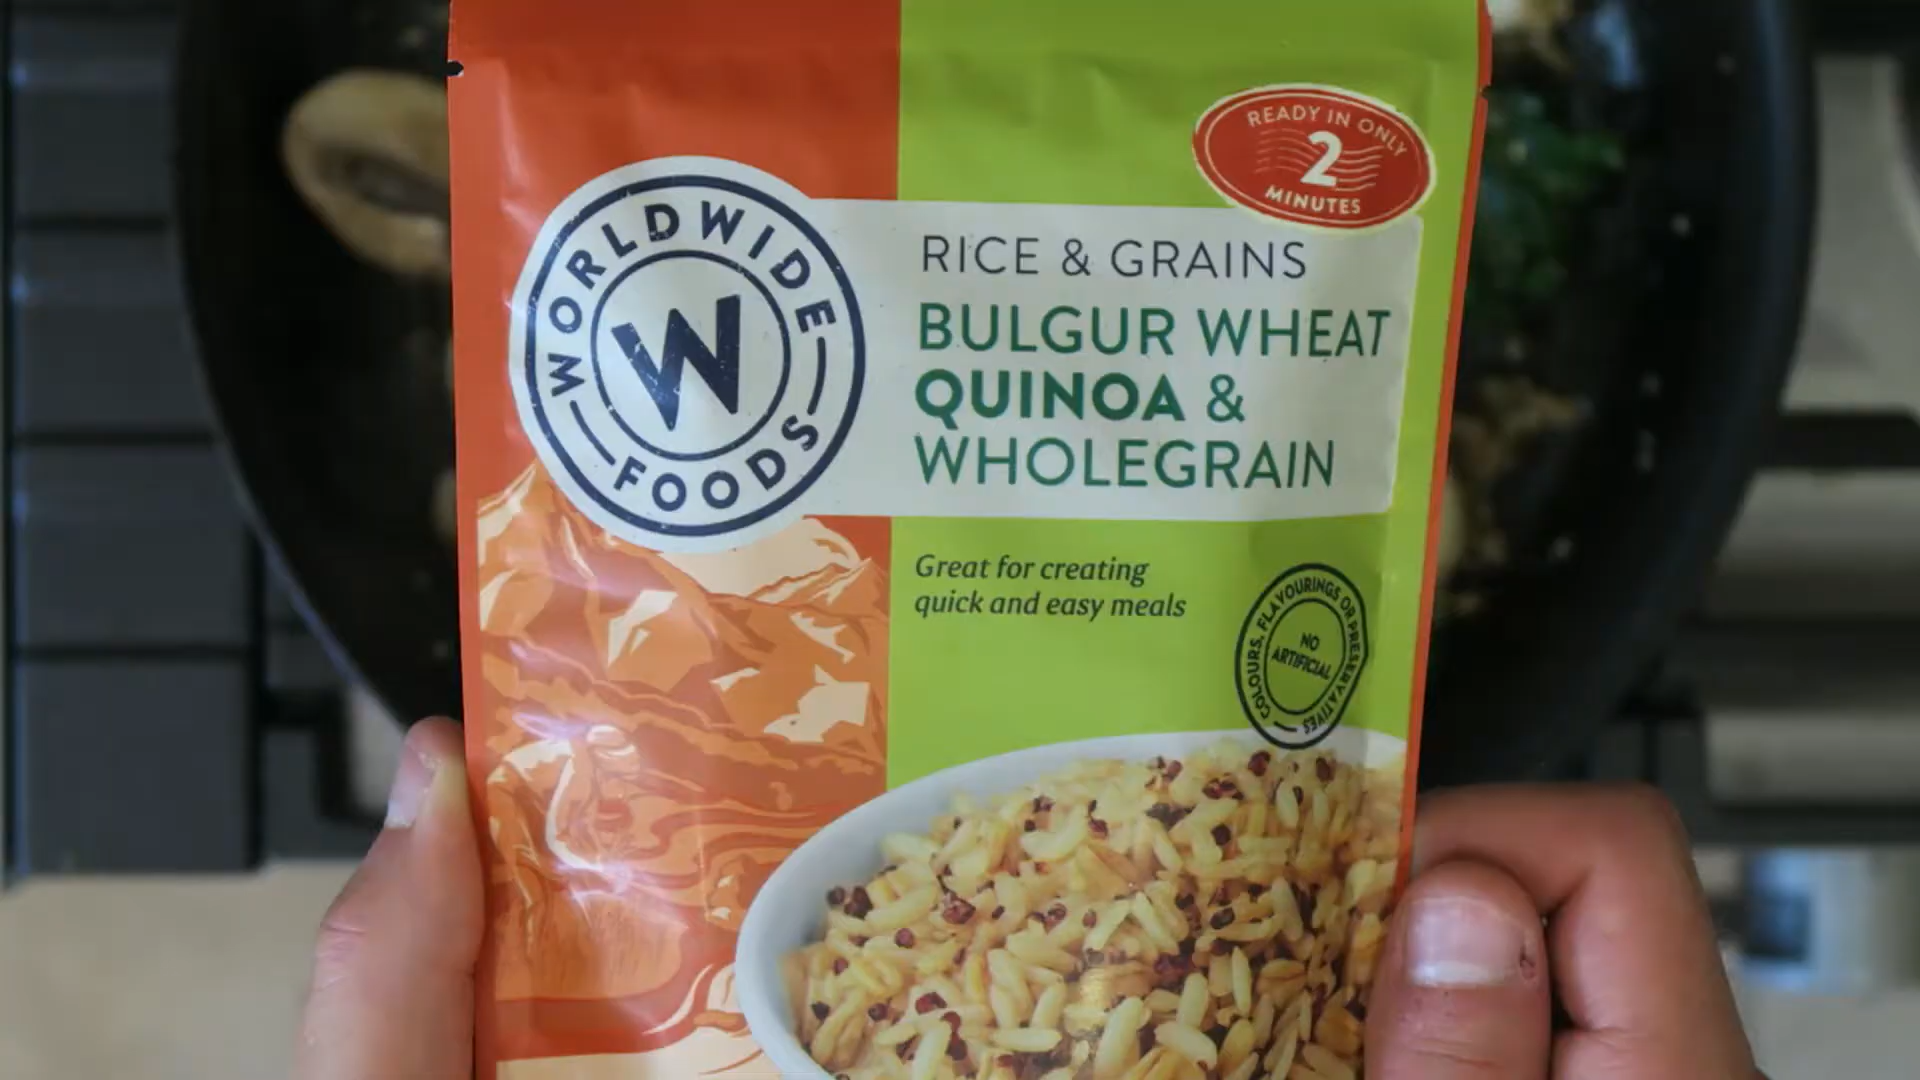 READY IN ONLY
2
MINUTES
WORLDWIDE
W
FOODS
RICE & GRAINS
BULGUR WHEAT
QUINOA &
WHOLEGRAIN
Great for creating
quick and easy meals
NO
ARTIFICIAL
COLOURS, FLAVOURINGS OR PRESERVATIVES